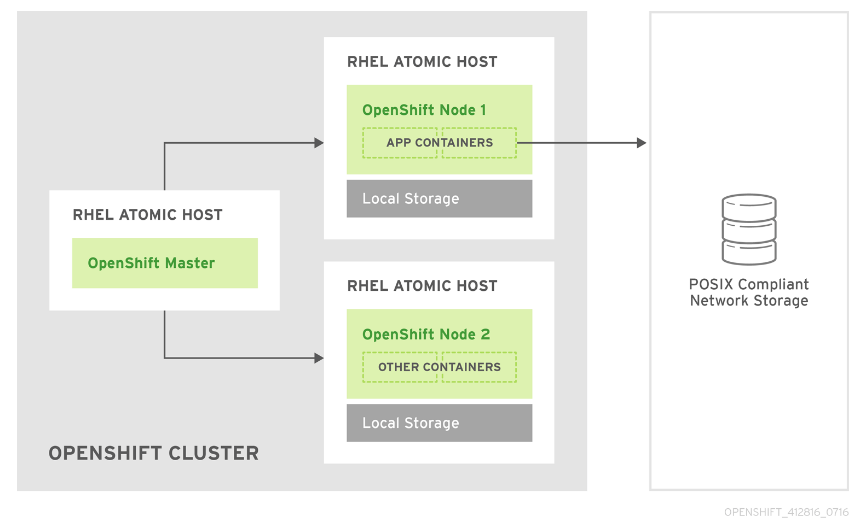 RHEL ATOMIC HOST
OpenShift Node 1
APP CONTAINERS
Local Storage
RHEL ATOMIC HOST
OpenShift Master
RHEL ATOMIC HOST
OpenShift Node 2
OTHER CONTAINERS
Local Storage
OPENSHIFT CLUSTER
POSIX Compliant
Network Storage
OPENSHIFT_412816_0716